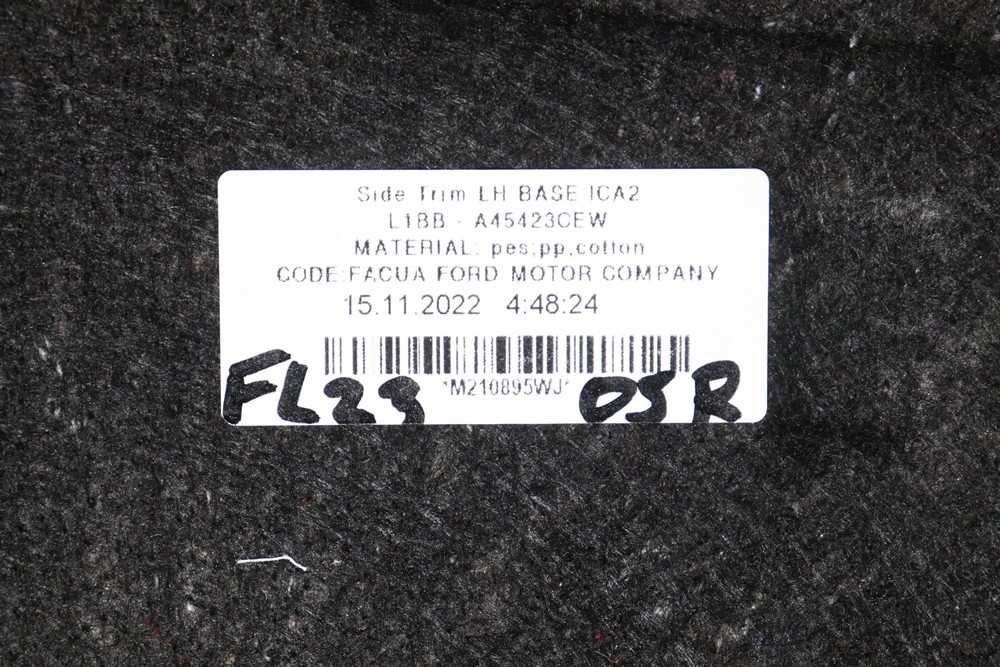 Side Trim LH BASE ICA2
L1BB - A45423CEW
MATERIAL: pes;pp,cotton
CODE:FACUA FORD MOTOR COMPANY
15.11.2022 4:48:24
*M210895WJ*
FL23 OSR